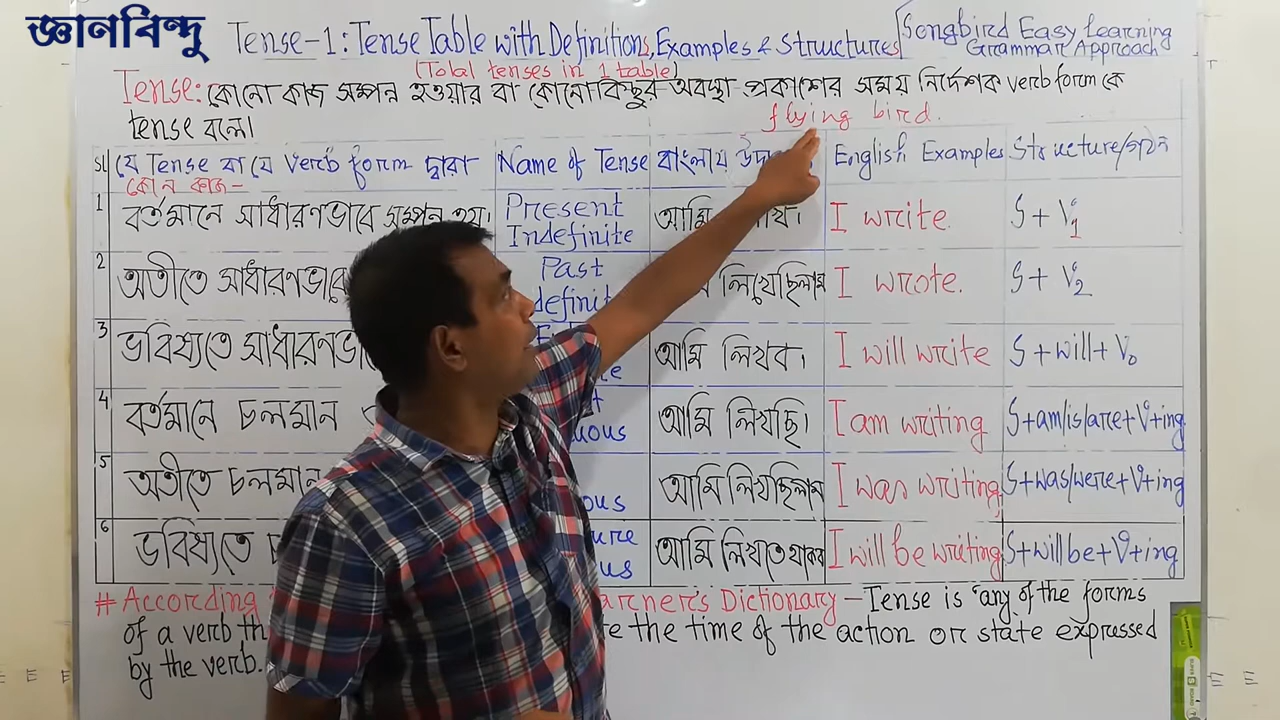 জ্ঞানবিন্দু
Tense-1: Tense Table with Definitions, Examples & Structures
Songbird Easy Learning
Grammar Approach
(Total tenses in 1 table)
Tense: কোনো কাজ সম্পন্ন হওয়ার বা কোনোকিছুর অবস্থা প্রকাশের সময় নির্দেশক verb form কে
tense বলে।
flying bird.
SL যে Tense বা যে Verb form দ্বারা Name of Tense বাংলায় English Examples Structure/গঠন
কোন কাজ-
1 বর্তমানে সাধারণভাবে সম্পন্ন হয়। Present Indefinite আমি I write. S + V1
2 অতীতে সাধারণভাবে Past লিখেছিলাম I wrote. S + V2
3 ভবিষ্যতে আমি লিখব। I will write S + will + V0
4 বর্তমানে চলমান আমি লিখছি। I am writing S+am/is/are+V+ing
5 অতীতে চলমান আমি লিখছিলাম I was writing S+was/were+V+ing
6 ভবিষ্যতে আমি লিখতে থাকব I will be writing S+will be+V+ing
# According Dictionary - Tense is any of the forms
of a verb the time of the action or state expressed
by the verb.